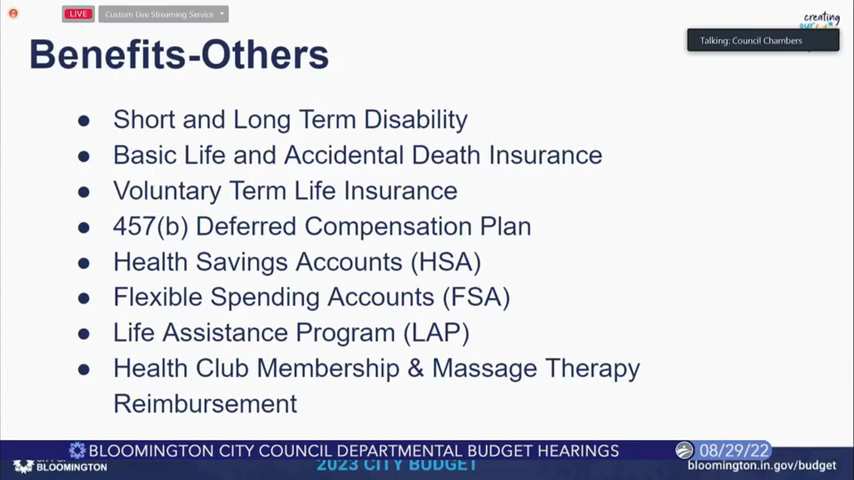 LIVE Custom Live Streaming Service
creating
Talking: Council Chambers
Benefits-Others
● Short and Long Term Disability
● Basic Life and Accidental Death Insurance
● Voluntary Term Life Insurance
● 457(b) Deferred Compensation Plan
● Health Savings Accounts (HSA)
● Flexible Spending Accounts (FSA)
● Life Assistance Program (LAP)
● Health Club Membership & Massage Therapy
Reimbursement
BLOOMINGTON CITY COUNCIL DEPARTMENTAL BUDGET HEARINGS 08/29/22
BLOOMINGTON 2023 CITY BUDGET bloomington.in.gov/budget